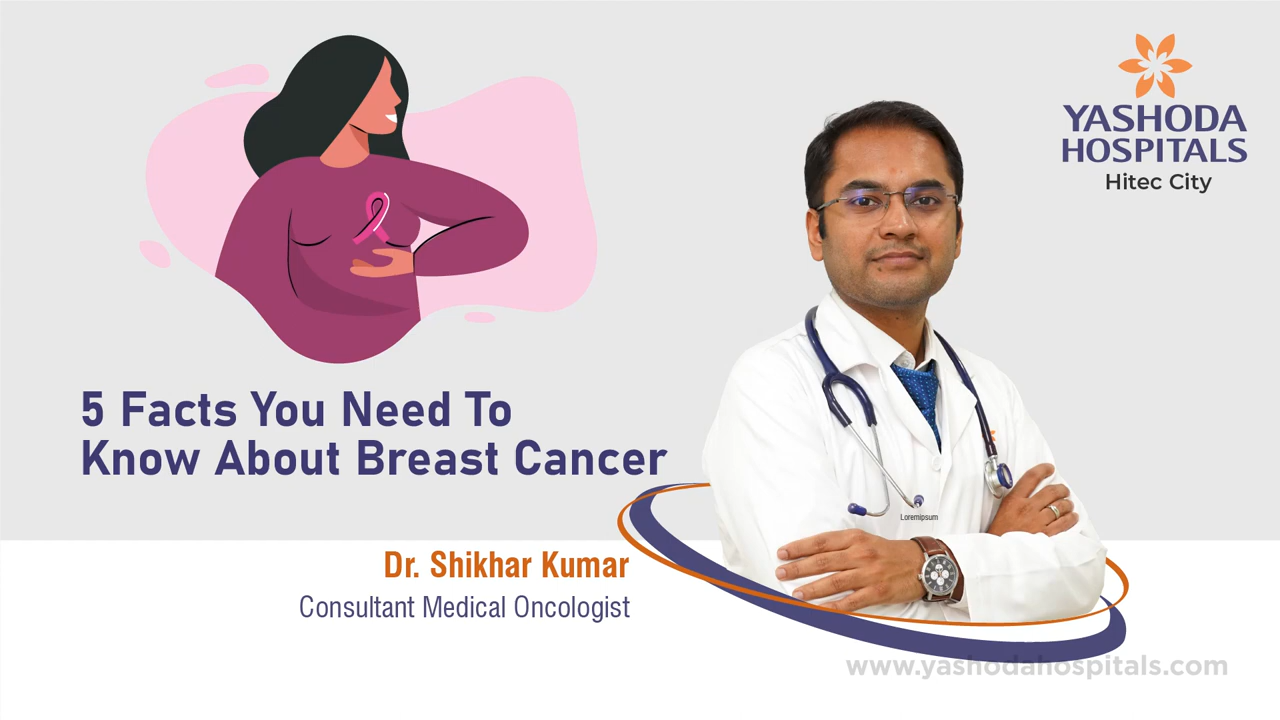 YASHODA
HOSPITALS
Hitec City
5 Facts You Need To
Know About Breast Cancer
Loremipsum
Dr. Shikhar Kumar
Consultant Medical Oncologist
www.yashodahospitals.com